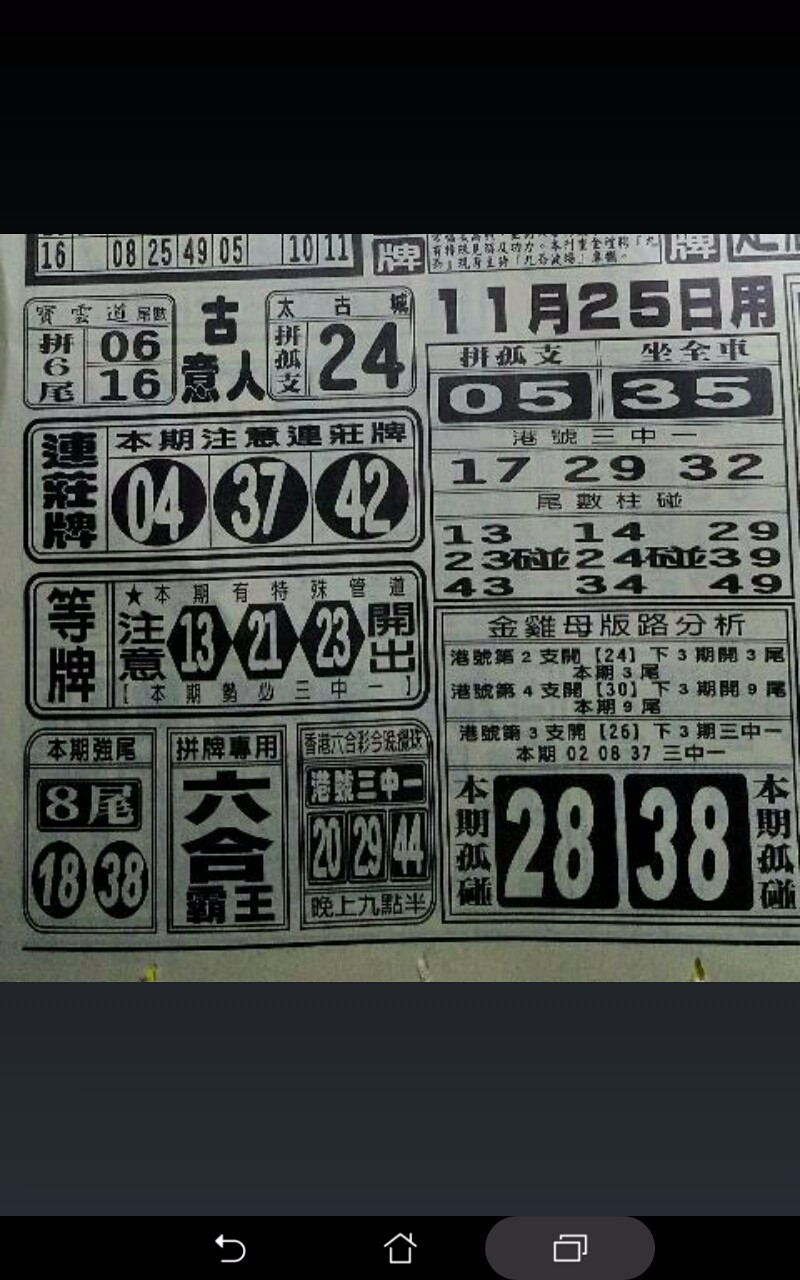 16 08 25 49 05 10 11
牌
牌
寶雲道尾數
拼6尾
06
16
古意人
太古城
拼孤支
24
本期注意連莊牌
連莊牌
04 37 42
★本期有特殊管道
等牌
注意
13 21 23
開出
[本期勢必三中一]
本期強尾
8尾
18 38
拼牌專用
六合霸王
香港六合彩今晚攪珠
港號三中一
20 29 44
晚上九點半
11月25日用
拼孤支 坐全車
05 35
港號三中一
17 29 32
尾數柱碰
13 14 29
23碰24碰39
43 34 49
金雞母版路分析
港號第2支開【24】下3期開3尾
本期3尾
港號第4支開【30】下3期開9尾
本期9尾
港號第3支開【26】下3期三中一
本期 02 08 37 三中一
本期孤碰
28 38
本期孤碰